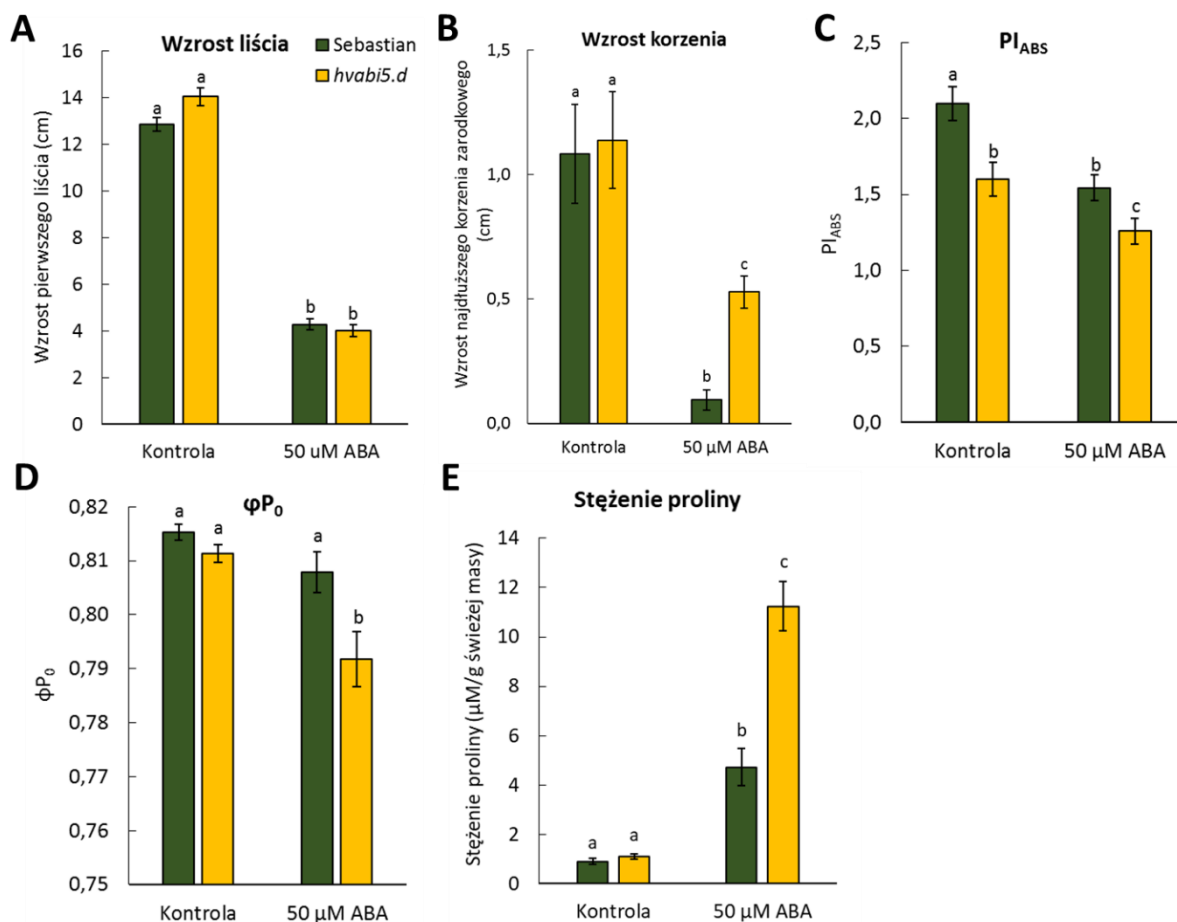 A
Wzrost liścia
Sebastian
hvabi5.d
Wzrost pierwszego liścia (cm)
16
14
12
10
8
6
4
2
0
a
a
b
b
Kontrola
50 uM ABA
B
Wzrost korzenia
Wzrost najdłuższego korzenia zarodkowego
(cm)
1,5
1,0
0,5
0,0
a
a
b
c
Kontrola
50 μM ABA
C
PIABS
PIABS
2,5
2,0
1,5
1,0
0,5
0,0
a
b
b
c
Kontrola
50 μM ABA
D
φP0
ϕP0
0,82
0,81
0,80
0,79
0,78
0,77
0,76
0,75
a
a
a
b
Kontrola
50 μM ABA
E
Stężenie proliny
Stężenie proliny (μM/g świeżej masy)
14
12
10
8
6
4
2
0
a
a
b
c
Kontrola
50 μM ABA